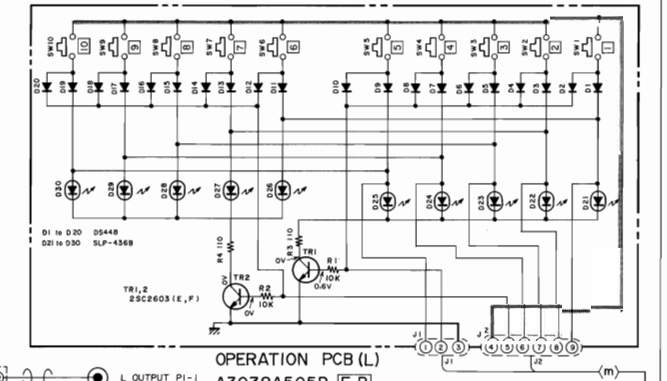 SW10 10 SW9 9 SW8 8 SW7 7 SW6 6 SW5 5 SW4 4 SW3 3 SW2 2 SW1 1
D20 D19 D18 D17 D16 D15 D14 D13 D12 D11 D10 D9 D8 D7 D6 D5 D4 D3 D2 D1
D30 D29 D28 D27 D26 D25 D24 D23 D22 D21
D1 to D20 DS448
D21 to D30 SLP-436B
R4 110 R3 110 TR1
0V R1
TR2 10K
0.6V
TR1,2 R2
2SC2603 (E,F) 10K
0V
J1 J2
1 2 3 4 5 6 7 8 9
OPERATION PCB (L) J1 J2
m
L OUTPUT P1-1